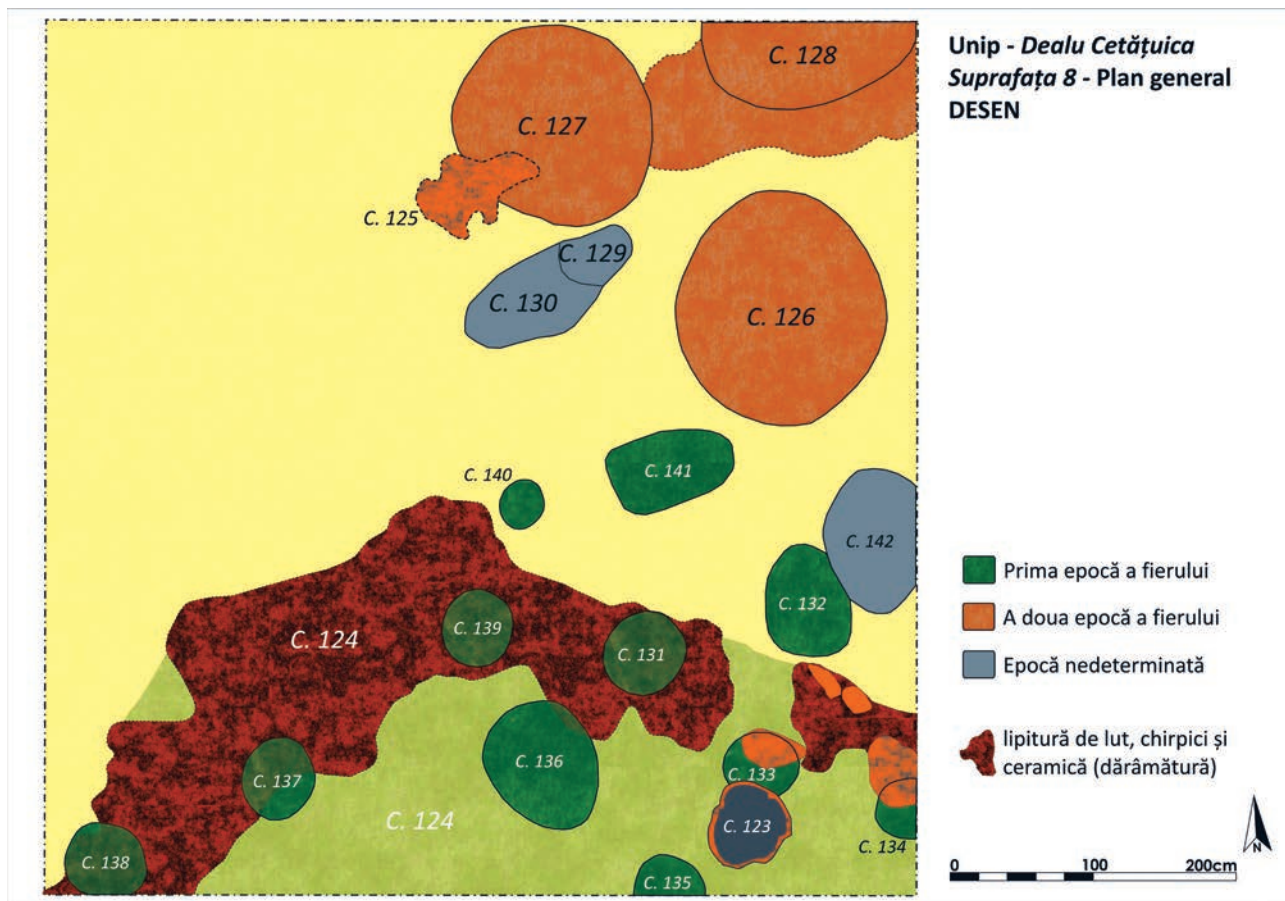 Unip - Dealu Cetățuica
Suprafața 8 - Plan general
DESEN
C. 128
C. 127
C. 125
C. 129
C. 130
C. 126
C. 141
C. 140
C. 142
C. 132
C. 139
C. 124
C. 131
C. 136
C. 133
C. 137
C. 124
C. 123
C. 134
C. 138
C. 135
Prima epocă a fierului
A doua epocă a fierului
Epocă nedeterminată
lipitură de lut, chirpici și
ceramică (dărâmătură)
N
0 100 200cm